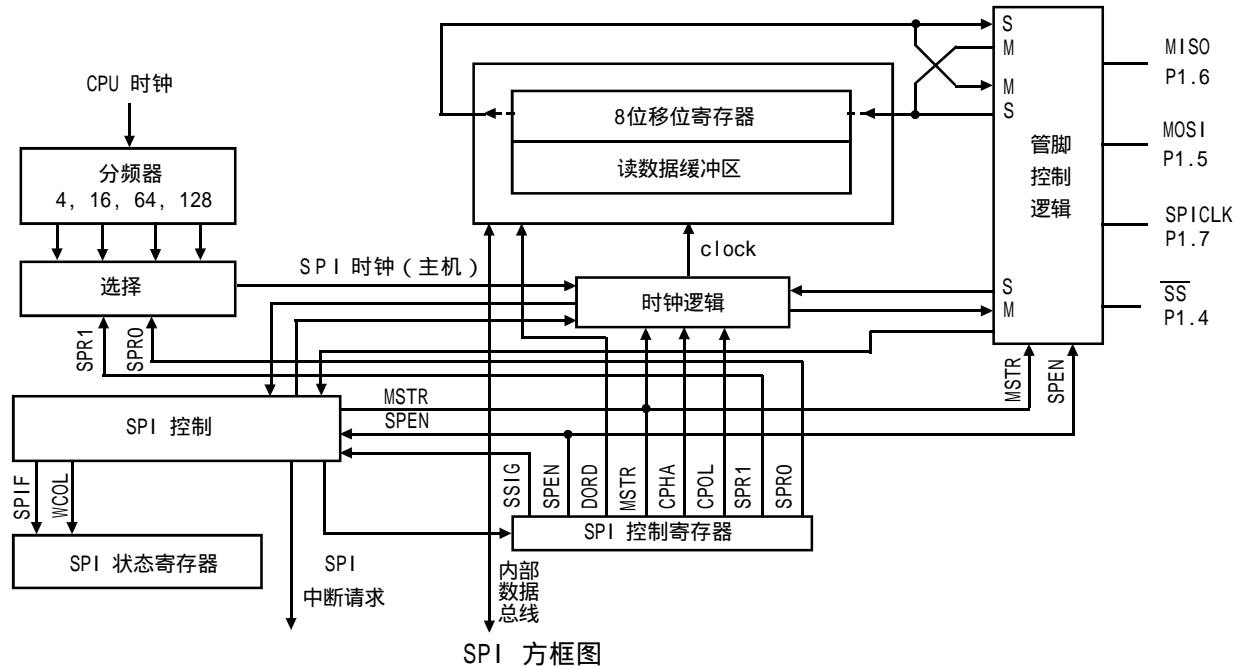 CPU 时钟
分频器
4, 16, 64, 128
选择
SPR1
SPR0
SPI 时钟(主机)
8位移位寄存器
读数据缓冲区
clock
时钟逻辑
S
M
M
S
管脚
控制
逻辑
S
M
MISO
P1.6
MOSI
P1.5
SPICLK
P1.7
SS
P1.4
MSTR
SPEN
SPI 控制
MSTR
SPEN
SPIF
WCOL
SPI 状态寄存器
SPI
中断请求
SSIG
SPEN
DORD
MSTR
CPHA
CPOL
SPR1
SPR0
SPI 控制寄存器
内部
数据
总线
SPI 方框图